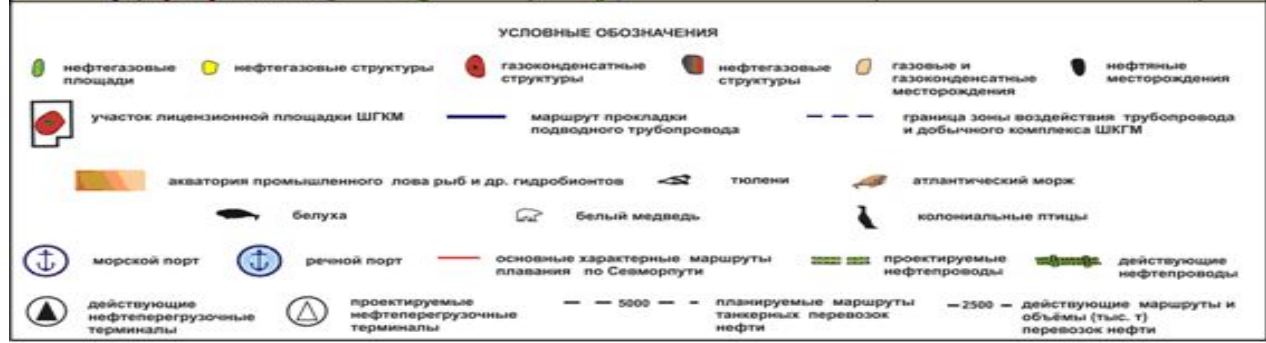 УСЛОВНЫЕ ОБОЗНАЧЕНИЯ
нефтегазовые
площади
нефтегазовые структуры
газоконденсатные
структуры
нефтегазовые
структуры
газовые и
газоконденсатные
месторождения
нефтяные
месторождения
участок лицензионной площадки ШГКМ
маршрут прокладки
подводного трубопровода
граница зоны воздействия трубопровода
и добычного комплекса ШКГМ
акватория промышленного лова рыб и др. гидробионтов
тюлени
атлантический морж
белуха
белый медведь
колониальные птицы
морской порт
речной порт
основные характерные маршруты
плавания по Севморпути
проектируемые
нефтепроводы
действующие
нефтепроводы
действующие
нефтеперегрузочные
терминалы
проектируемые
нефтеперегрузочные
терминалы
5000
планируемые маршруты
танкерных перевозок
нефти
2500
действующие маршруты и
объёмы (тыс. т)
перевозок нефти